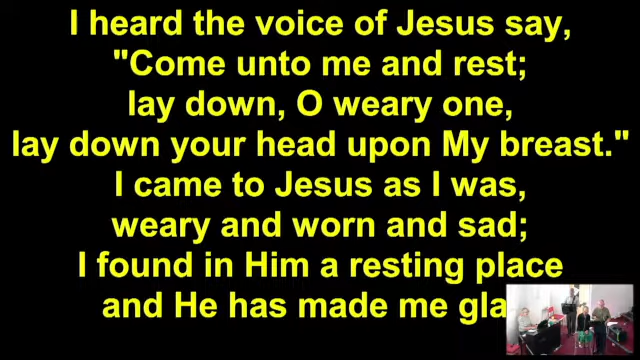 I heard the voice of Jesus say,
"Come unto me and rest;
lay down, O weary one,
lay down your head upon My breast."
I came to Jesus as I was,
weary and worn and sad;
I found in Him a resting place
and He has made me gla